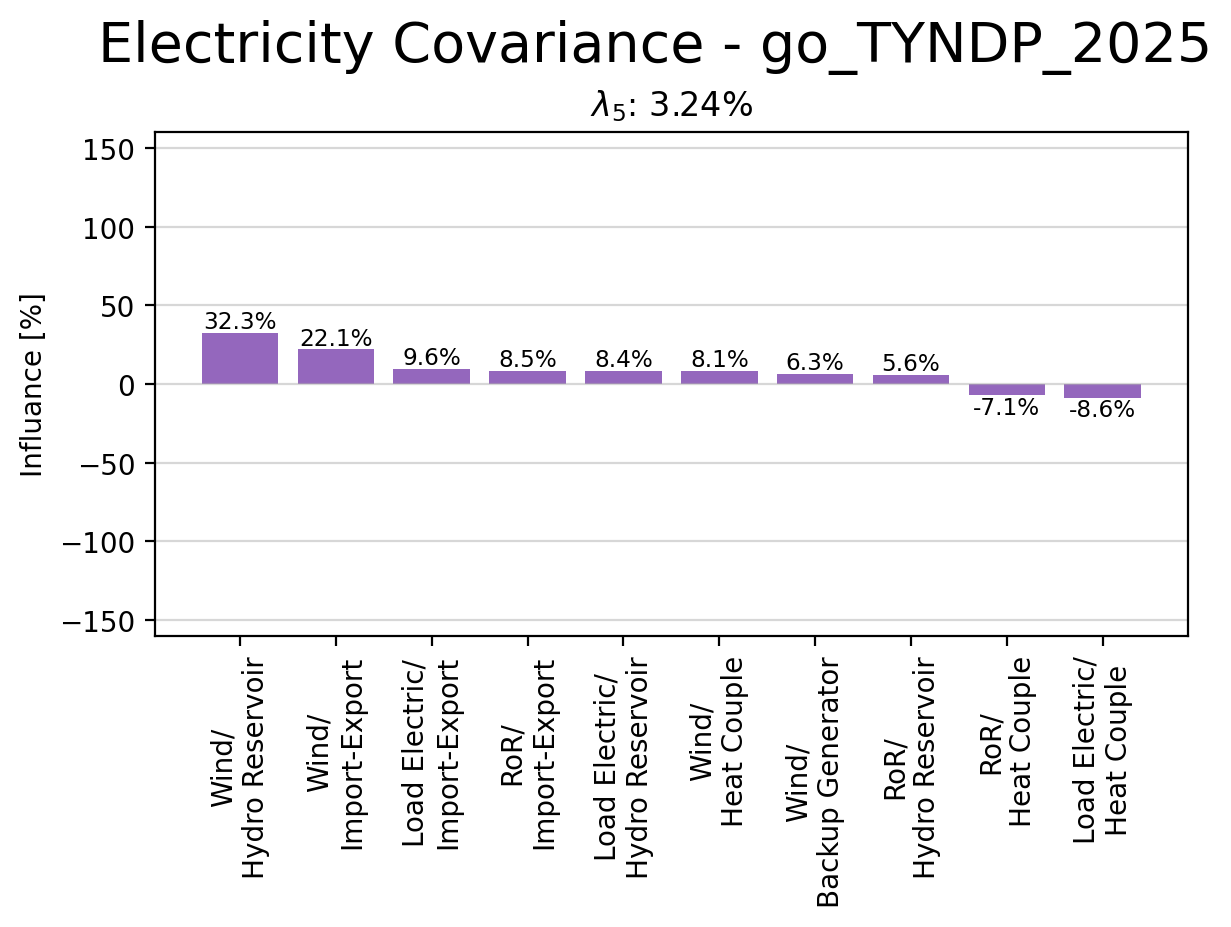 Electricity Covariance - go_TYNDP_2025
λ5: 3.24%
Influance [%]
150
100
50
0
−50
−100
−150
32.3%
22.1%
9.6%
8.5%
8.4%
8.1%
6.3%
5.6%
-7.1%
-8.6%
Wind/
Hydro Reservoir
Wind/
Import-Export
Load Electric/
Import-Export
RoR/
Import-Export
Load Electric/
Hydro Reservoir
Wind/
Heat Couple
Wind/
Backup Generator
RoR/
Hydro Reservoir
RoR/
Heat Couple
Load Electric/
Heat Couple